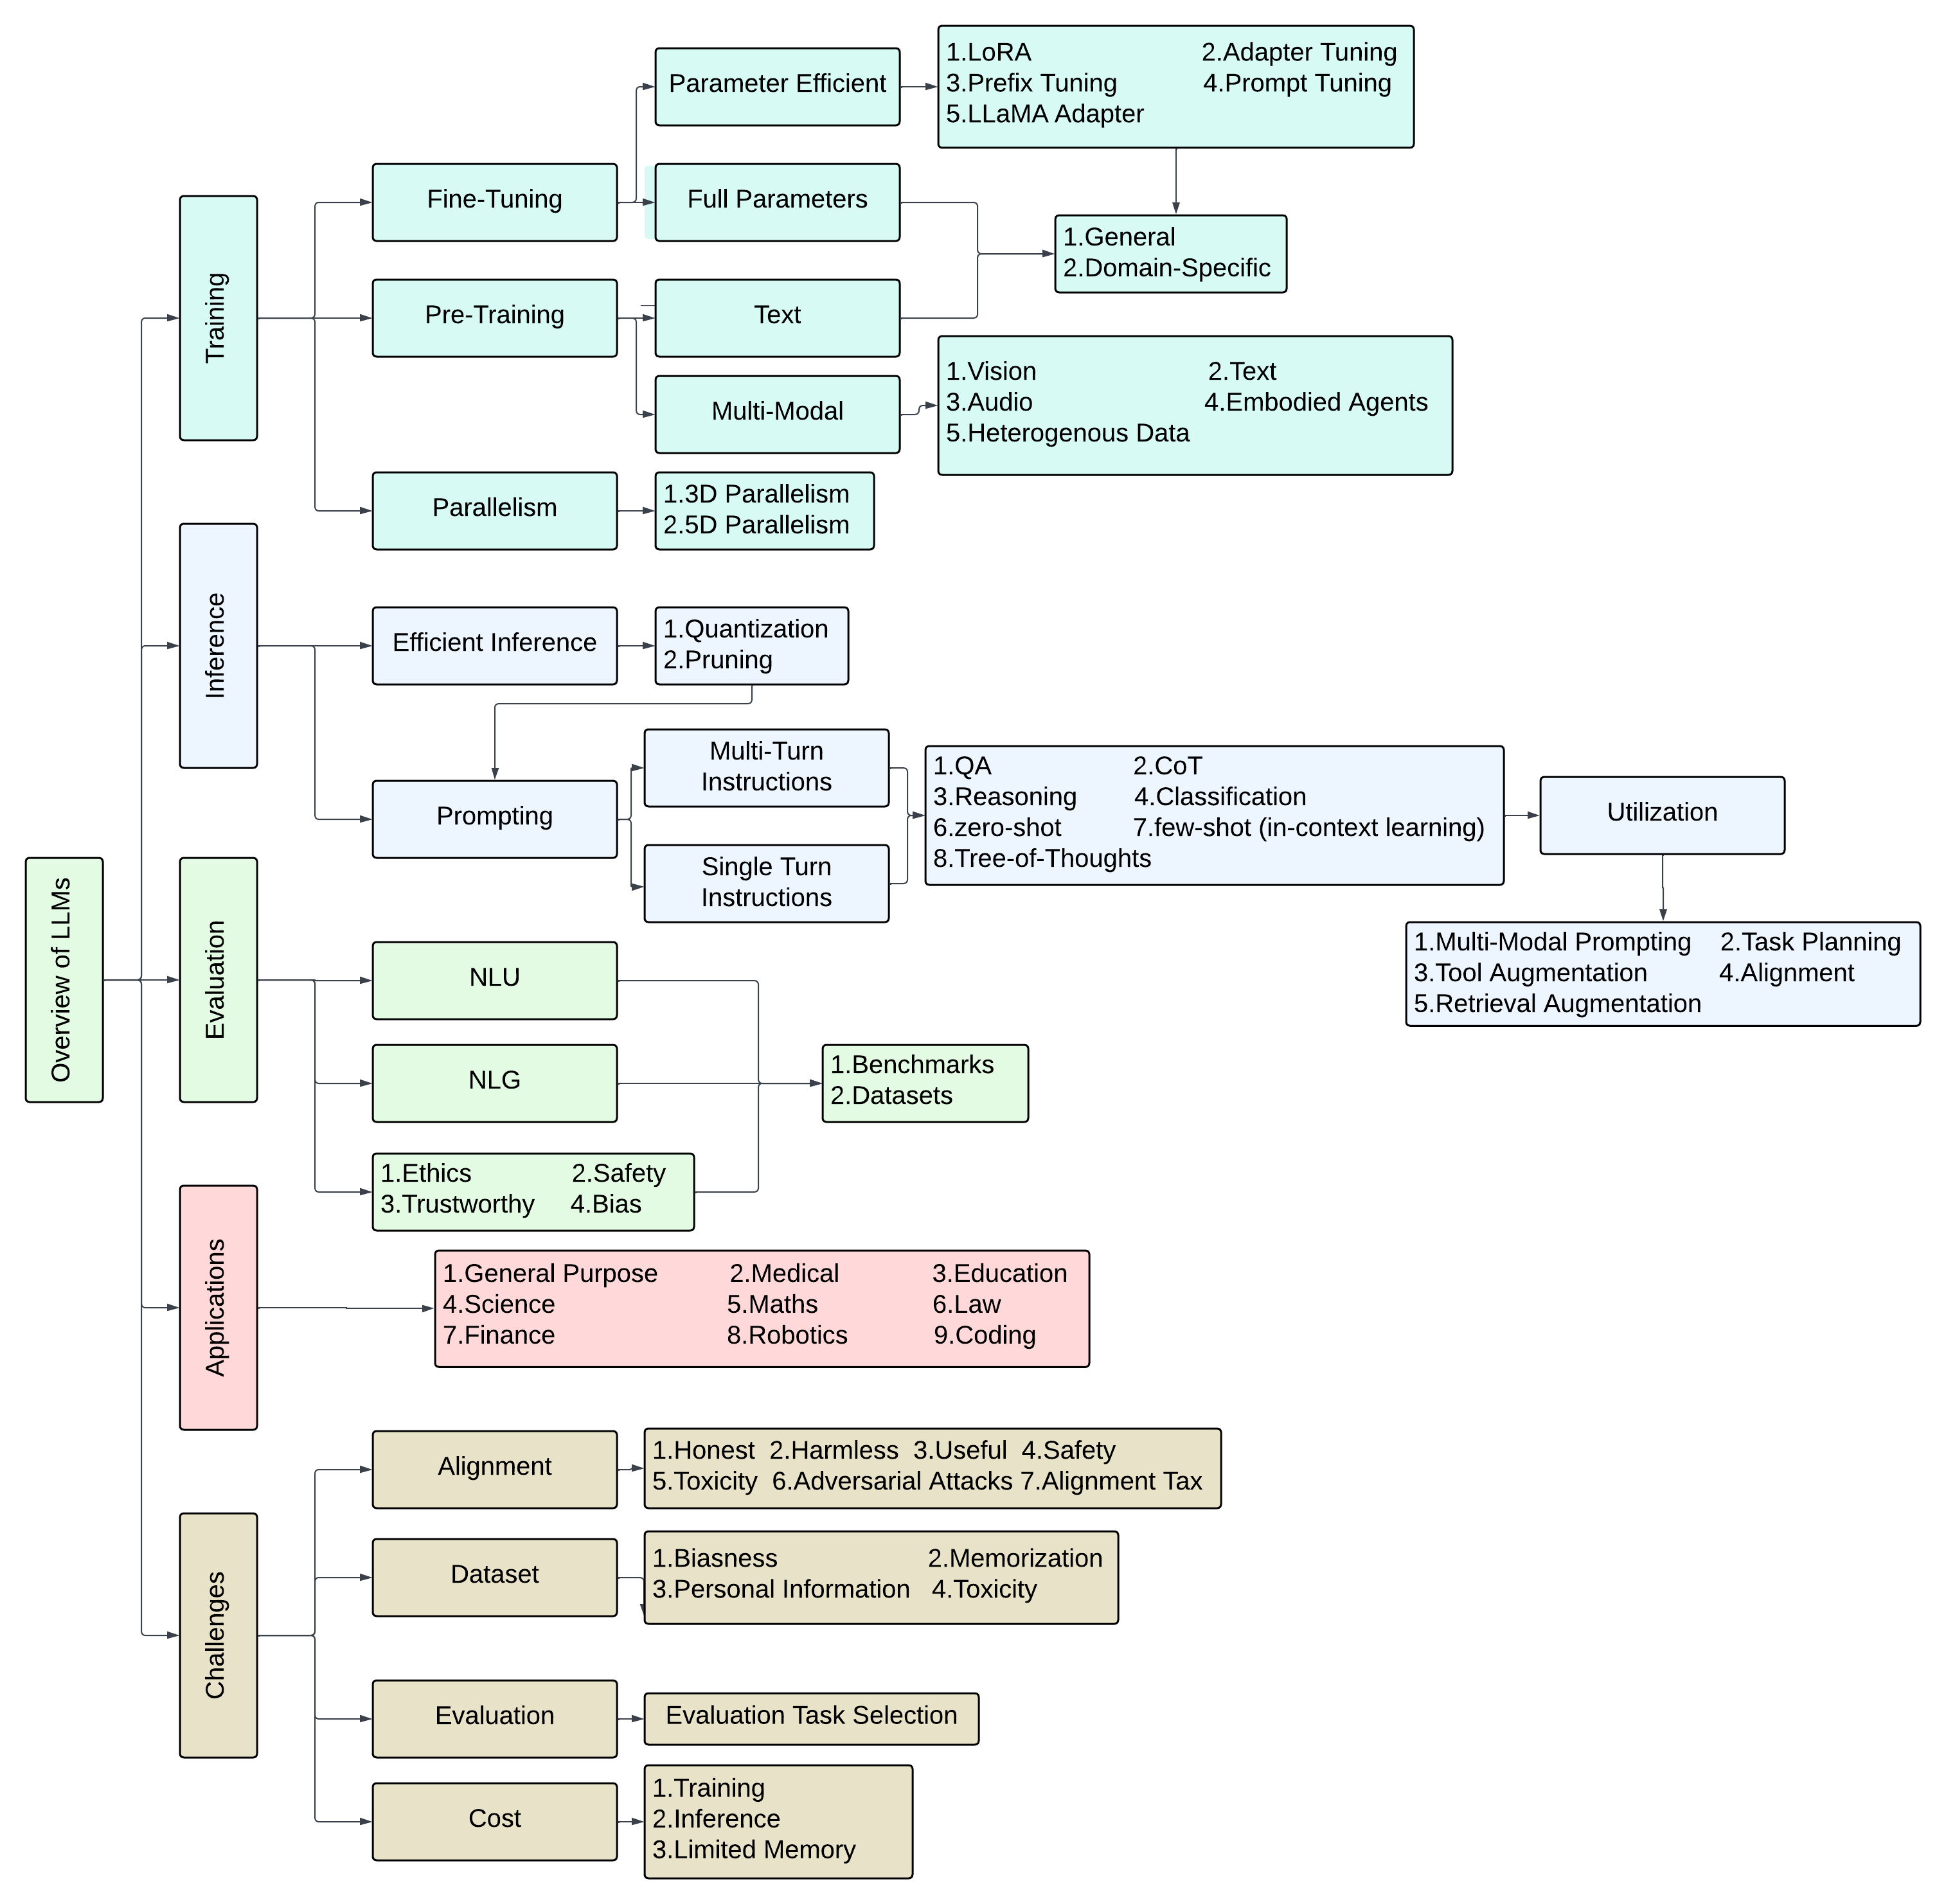 Overview of LLMs
Training
Fine-Tuning
Parameter Efficient
1.LoRA 2.Adapter Tuning
3.Prefix Tuning 4.Prompt Tuning
5.LLaMA Adapter
Full Parameters
1.General
2.Domain-Specific
Pre-Training
Text
Multi-Modal
1.Vision 2.Text
3.Audio 4.Embodied Agents
5.Heterogenous Data
Parallelism
1.3D Parallelism
2.5D Parallelism
Inference
Efficient Inference
1.Quantization
2.Pruning
Prompting
Multi-Turn
Instructions
Single Turn
Instructions
1.QA 2.CoT
3.Reasoning 4.Classification
6.zero-shot 7.few-shot (in-context learning)
8.Tree-of-Thoughts
Utilization
1.Multi-Modal Prompting 2.Task Planning
3.Tool Augmentation 4.Alignment
5.Retrieval Augmentation
Evaluation
NLU
NLG
1.Ethics 2.Safety
3.Trustworthy 4.Bias
1.Benchmarks
2.Datasets
Applications
1.General Purpose 2.Medical 3.Education
4.Science 5.Maths 6.Law
7.Finance 8.Robotics 9.Coding
Challenges
Alignment
1.Honest 2.Harmless 3.Useful 4.Safety
5.Toxicity 6.Adversarial Attacks 7.Alignment Tax
Dataset
1.Biasness 2.Memorization
3.Personal Information 4.Toxicity
Evaluation
Evaluation Task Selection
Cost
1.Training
2.Inference
3.Limited Memory